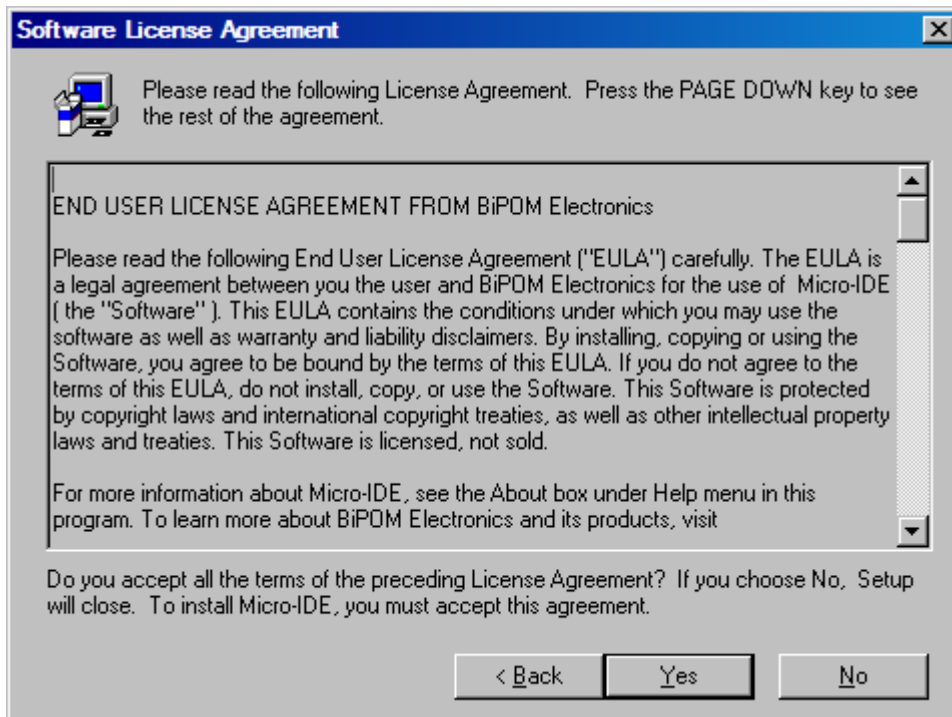 Software License Agreement
Please read the following License Agreement.  Press the PAGE DOWN key to see
the rest of the agreement.
END USER LICENSE AGREEMENT FROM BiPOM Electronics
Please read the following End User License Agreement ("EULA") carefully. The EULA is
a legal agreement between you the user and BiPOM Electronics for the use of  Micro-IDE
( the "Software" ). This EULA contains the conditions under which you may use the
software as well as warranty and liability disclaimers. By installing, copying or using the
Software, you agree to be bound by the terms of this EULA. If you do not agree to the
terms of this EULA, do not install, copy, or use the Software. This Software is protected
by copyright laws and international copyright treaties, as well as other intellectual property
laws and treaties. This Software is licensed, not sold.
For more information about Micro-IDE, see the About box under Help menu in this
program. To learn more about BiPOM Electronics and its products, visit
Do you accept all the terms of the preceding License Agreement?  If you choose No,  Setup
will close.  To install Micro-IDE, you must accept this agreement.
< Back
Yes
No